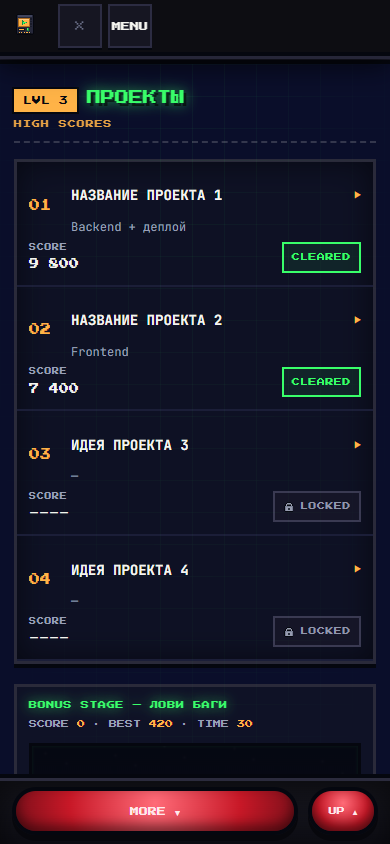 MENU
LVL 3 ПРОЕКТЫ
HIGH SCORES
01 НАЗВАНИЕ ПРОЕКТА 1
Backend + деплой
SCORE
9 800
CLEARED
02 НАЗВАНИЕ ПРОЕКТА 2
Frontend
SCORE
7 400
CLEARED
03 ИДЕЯ ПРОЕКТА 3
—
SCORE
----
LOCKED
04 ИДЕЯ ПРОЕКТА 4
—
SCORE
----
LOCKED
BONUS STAGE — ЛОВИ БАГИ
SCORE 0 · BEST 420 · TIME 30
MORE ▼
UP ▲